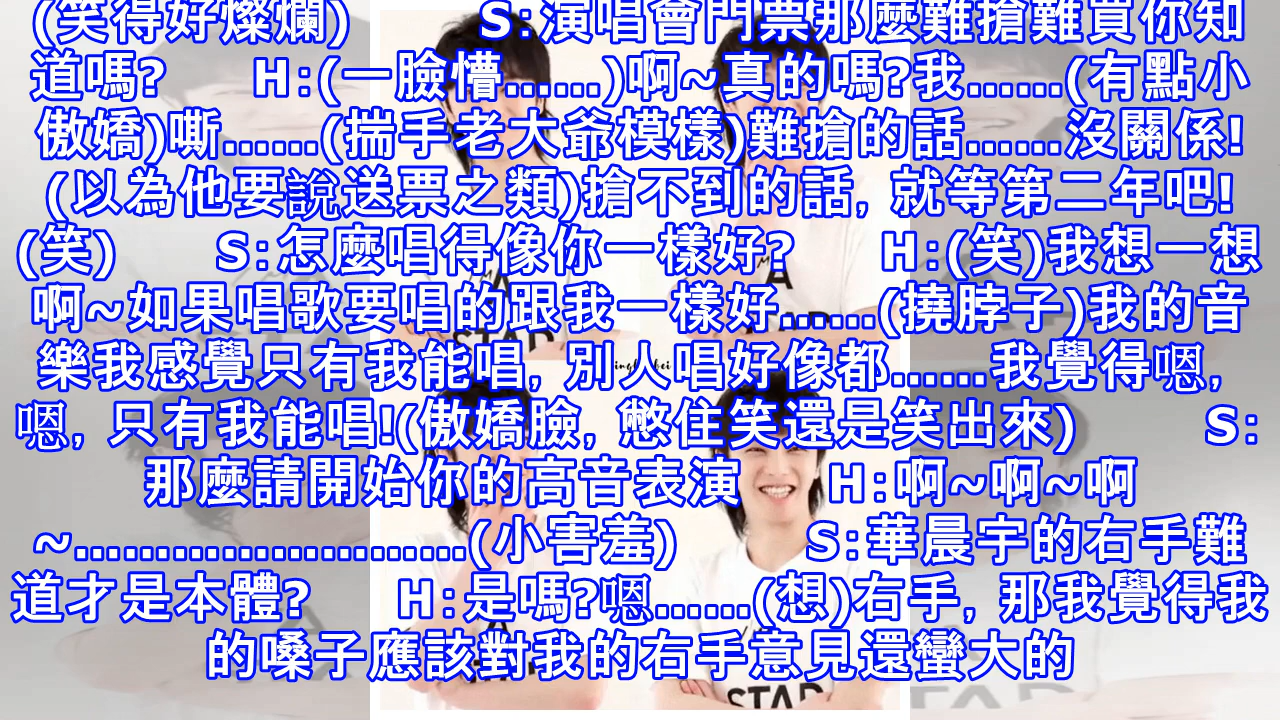 (笑得好燦爛) S:演唱會門票那麼難搶難買你知
道嗎? H:(一臉懵......)啊~真的嗎?我......(有點小
傲嬌)嘶......(揣手老大爺模樣)難搶的話......沒關係!
(以為他要說送票之類)搶不到的話, 就等第二年吧!
(笑) S:怎麼唱得像你一樣好? H:(笑)我想一想
啊~如果唱歌要唱的跟我一樣好......(撓脖子)我的音
樂我感覺只有我能唱, 別人唱好像都......我覺得嗯,
嗯, 只有我能唱!(傲嬌臉, 憋住笑還是笑出來) S:
那麼請開始你的高音表演 H:啊~啊~啊
~........................(小害羞) S:華晨宇的右手難
道才是本體? H:是嗎?嗯......(想)右手, 那我覺得我
的嗓子應該對我的右手意見還蠻大的
A
STAR
A
STAR
STAR